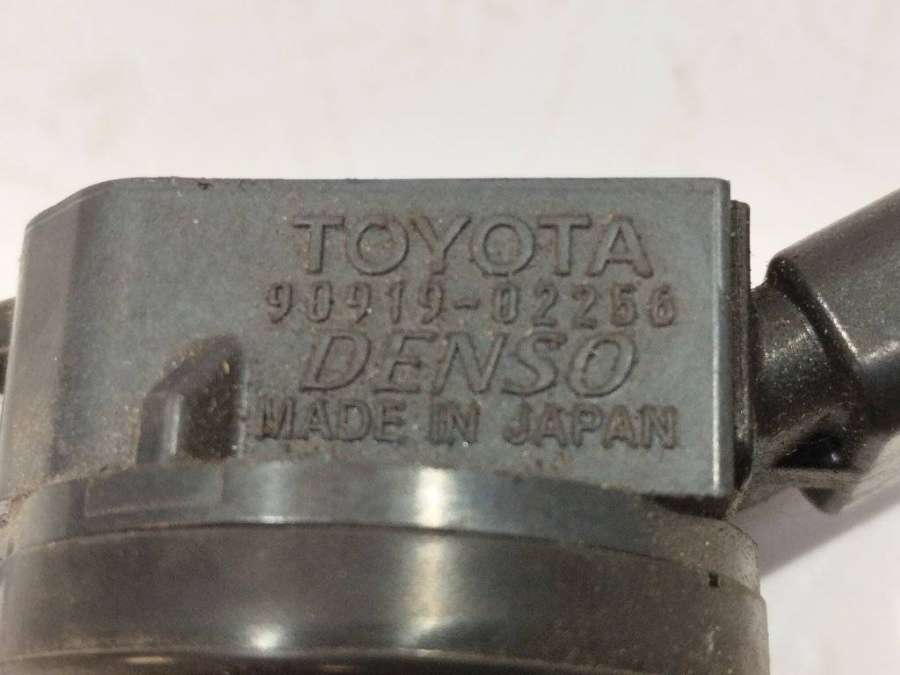 TOYOTA
90919-02256
DENSO
MADE IN JAPAN